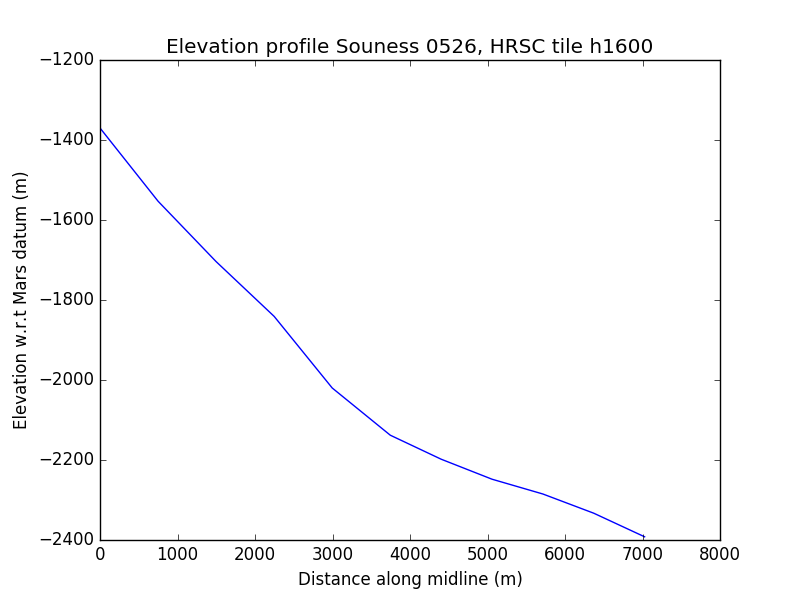 Elevation profile Souness 0526, HRSC tile h1600
−1200
−1400
−1600
−1800
−2000
−2200
−2400
Elevation w.r.t Mars datum (m)
0 1000 2000 3000 4000 5000 6000 7000 8000
Distance along midline (m)